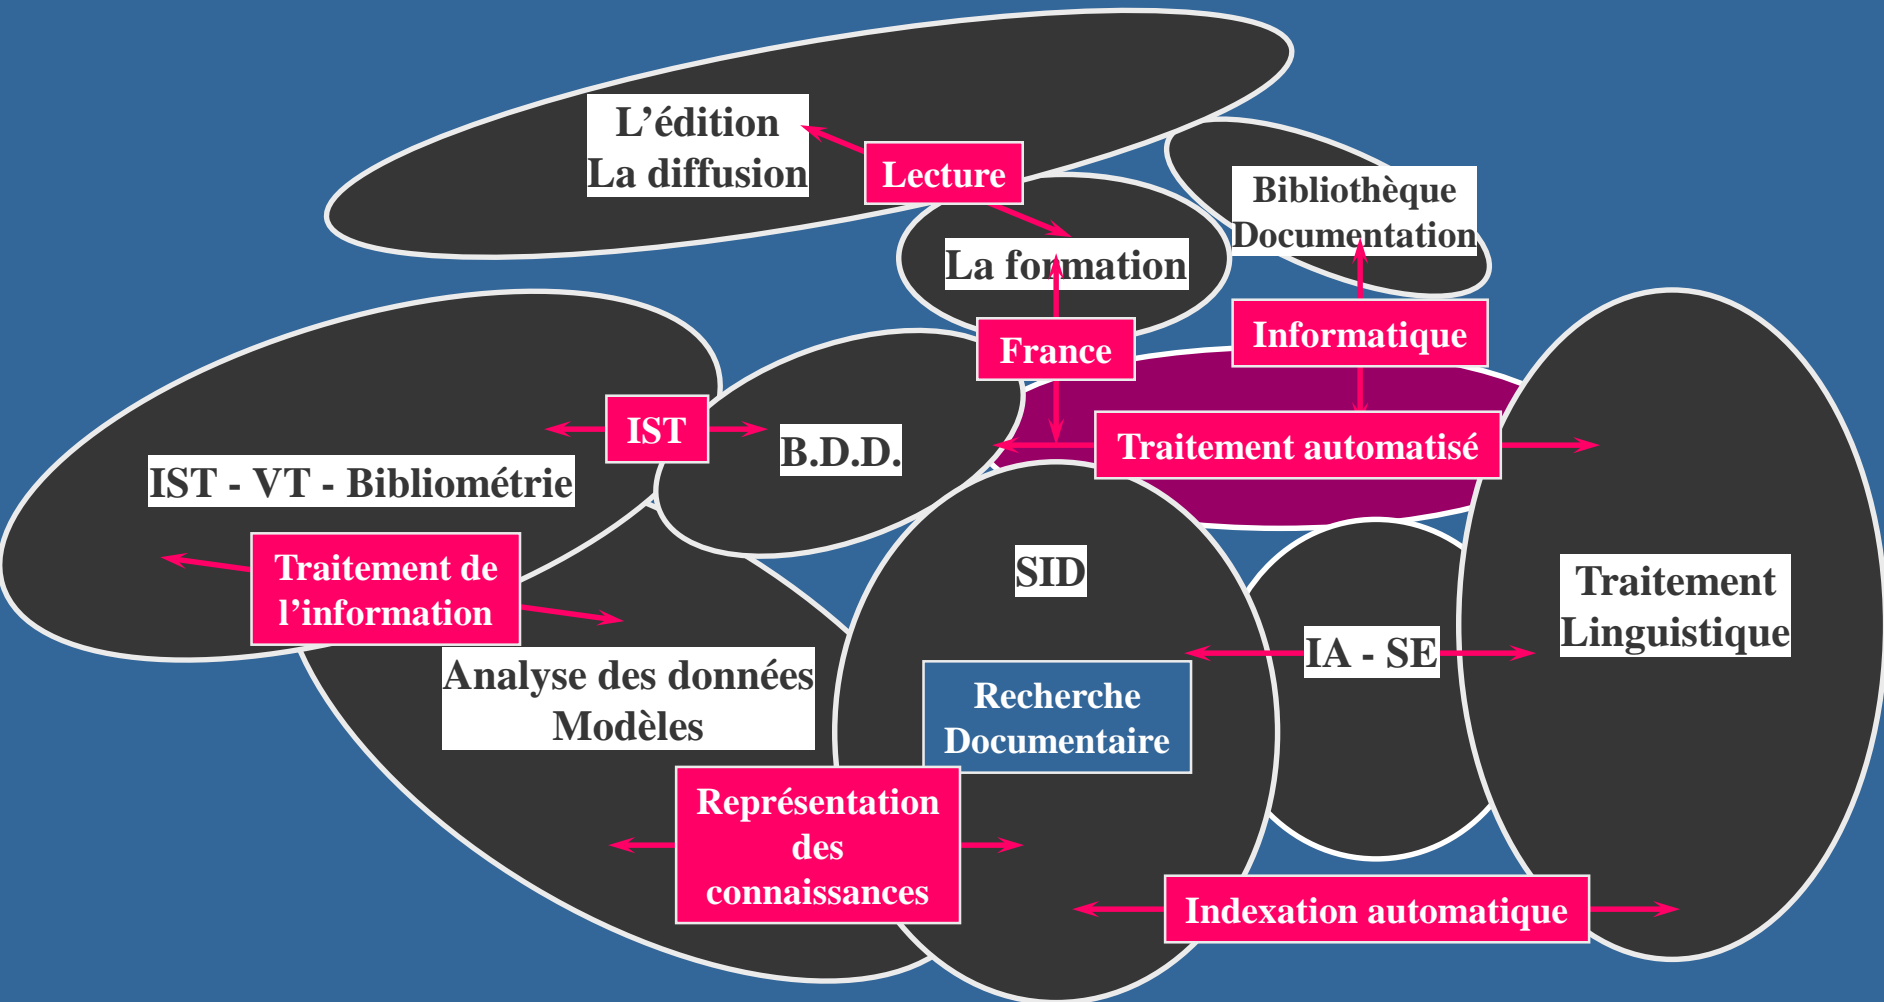 L’édition
La diffusion
Lecture
Bibliothèque
Documentation
La formation
France
Informatique
IST
B.D.D.
Traitement automatisé
IST - VT - Bibliométrie
Traitement de
l’information
SID
Traitement
Linguistique
IA - SE
Analyse des données
Modèles
Recherche
Documentaire
Représentation
des
connaissances
Indexation automatique